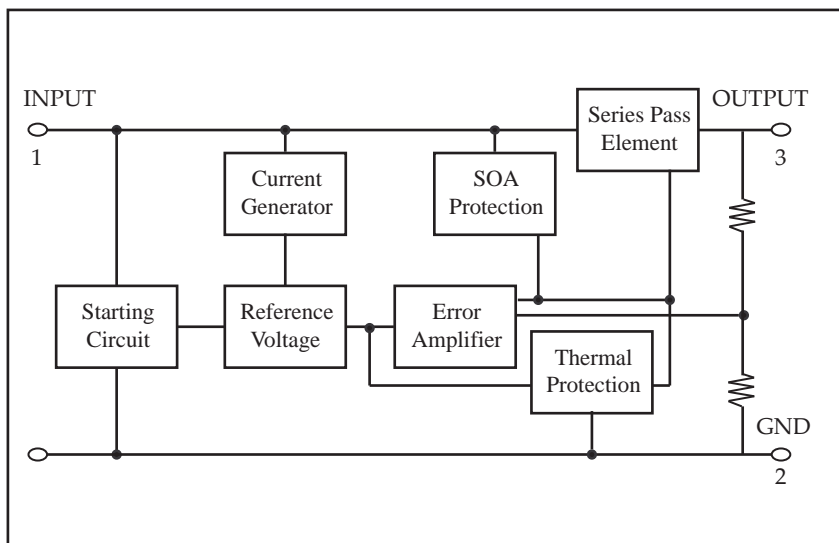 INPUT
1
Series Pass
Element
OUTPUT
3
Current
Generator
SOA
Protection
Starting
Circuit
Reference
Voltage
Error
Amplifier
Thermal
Protection
GND
2